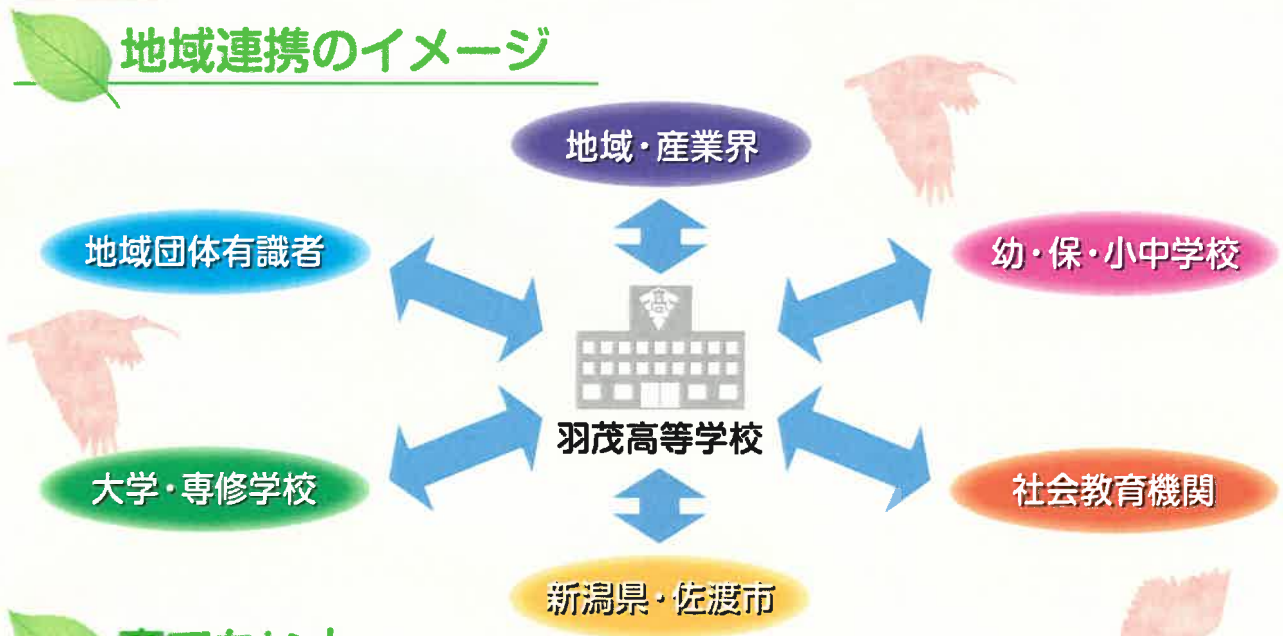 地域連携のイメージ
地域・産業界
地域団体有識者
幼・保・小中学校
羽茂高等学校
大学・専修学校
社会教育機関
新潟県・佐渡市